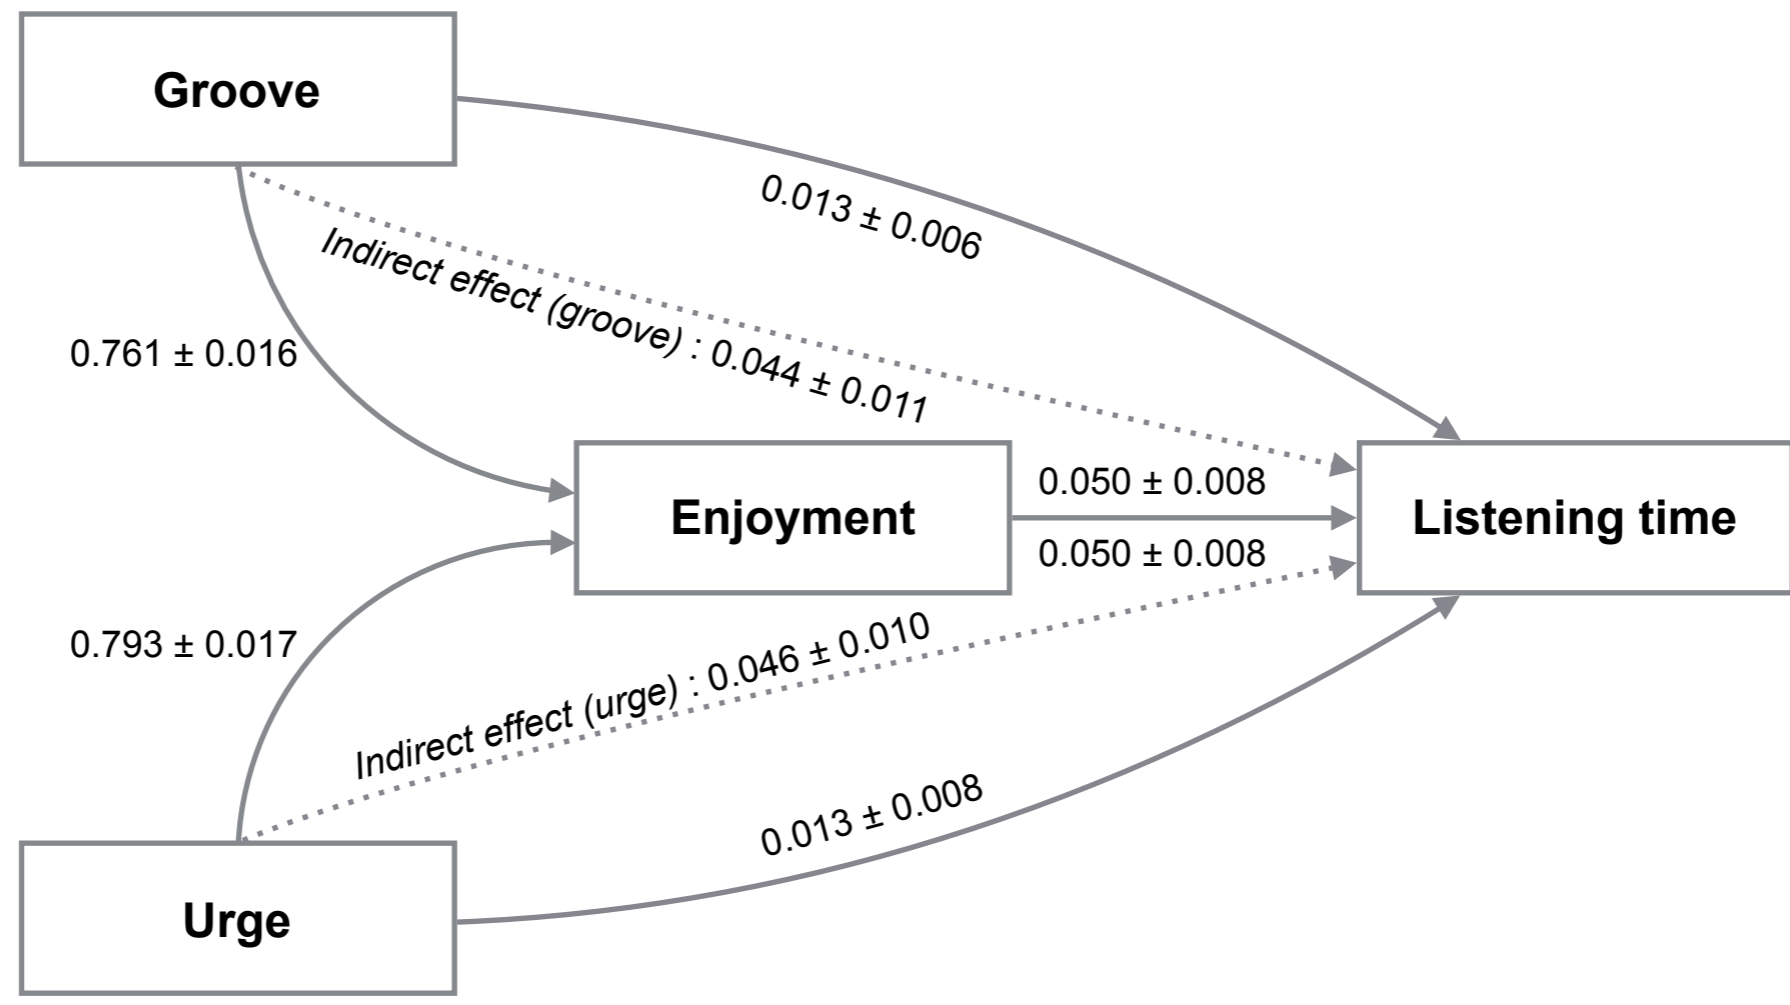 Groove
0.013 ± 0.006
Indirect effect (groove) : 0.044 ± 0.011
0.761 ± 0.016
0.050 ± 0.008
Enjoyment
Listening time
0.050 ± 0.008
0.793 ± 0.017
Indirect effect (urge) : 0.046 ± 0.010
0.013 ± 0.008
Urge